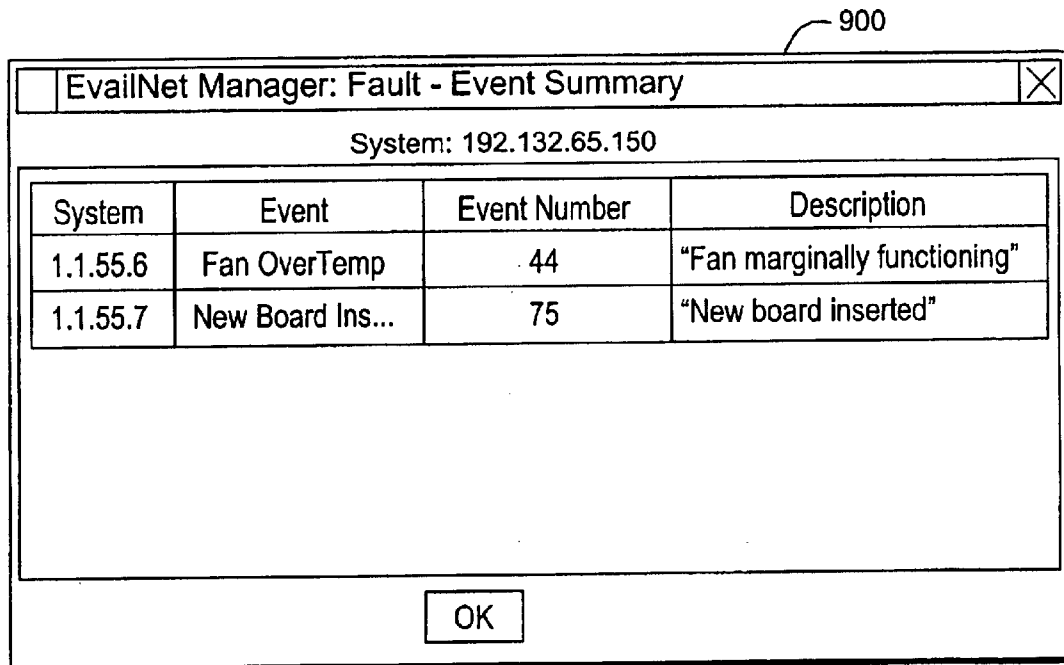 900
EvailNet Manager: Fault - Event Summary
System: 192.132.65.150
System Event Event Number Description
1.1.55.6 Fan OverTemp 44 “Fan marginally functioning”
1.1.55.7 New Board Ins... 75 “New board inserted”
OK